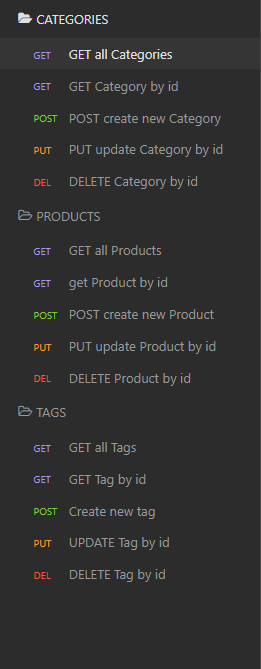 CATEGORIES
GET GET all Categories
GET GET Category by id
POST POST create new Category
PUT PUT update Category by id
DEL DELETE Category by id
PRODUCTS
GET GET all Products
GET get Product by id
POST POST create new Product
PUT PUT update Product by id
DEL DELETE Product by id
TAGS
GET GET all Tags
GET GET Tag by id
POST Create new tag
PUT UPDATE Tag by id
DEL DELETE Tag by id